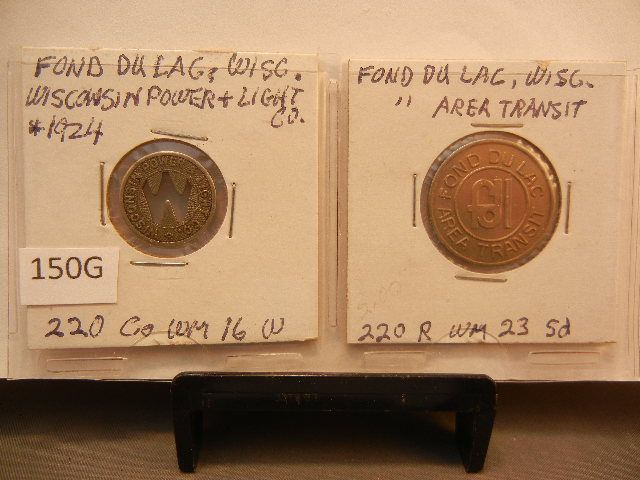 FOND DU LAC, WISC.
WISCONSIN POWER + LIGHT
CO.
*1924
W
150G
220 Co WM 16 W
FOND DU LAC, WISC.
" AREA TRANSIT
FOND DU LAC
AREA TRANSIT
220 R WM 23 Sd